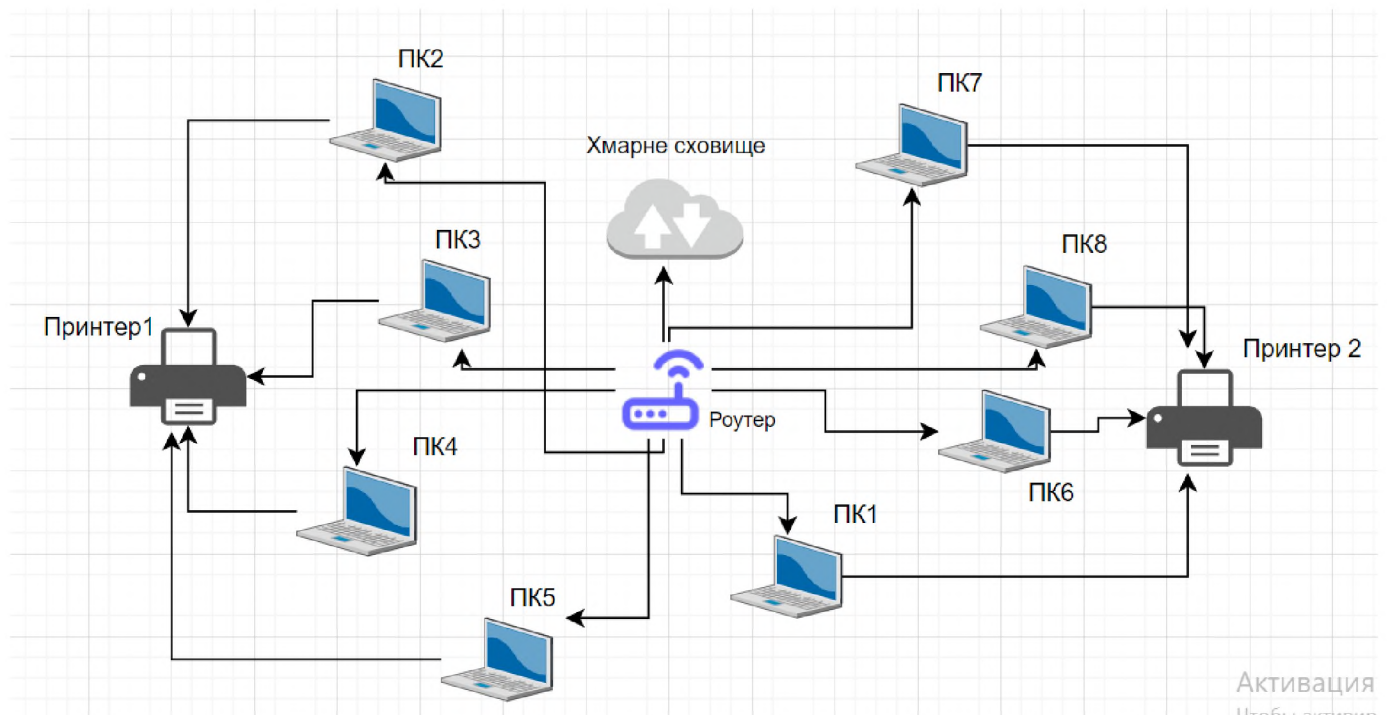 ПК2
ПК7
Хмарне сховище
ПК3
ПК8
Принтер1
Принтер 2
Роутер
ПК4
ПК6
ПК1
ПК5
Активация